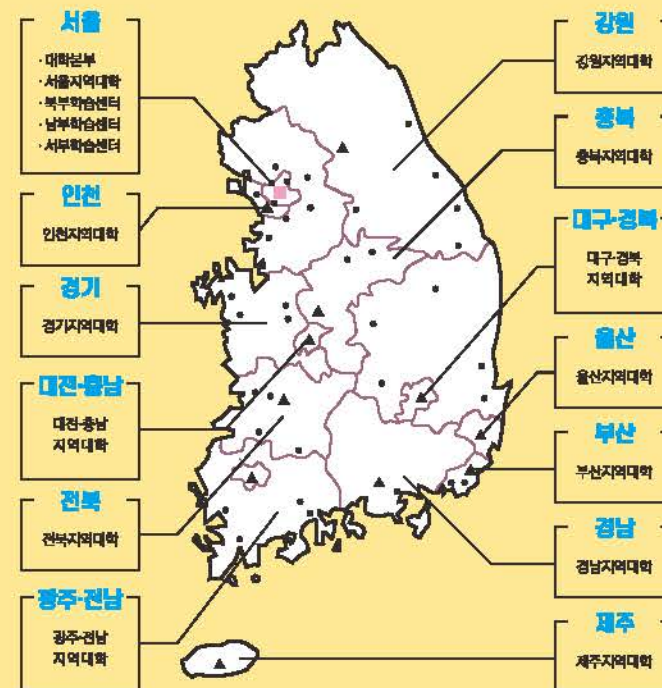 서울
· 대학본부
· 서울지역대학
· 북부학습센터
· 남부학습센터
· 서부학습센터
인천
인천지역대학
경기
경기지역대학
대전·충남
대전·충남
지역대학
전북
전북지역대학
광주·전남
광주·전남
지역대학
강원
강원지역대학
충북
충북지역대학
대구·경북
대구·경북
지역대학
울산
울산지역대학
부산
부산지역대학
경남
경남지역대학
제주
제주지역대학